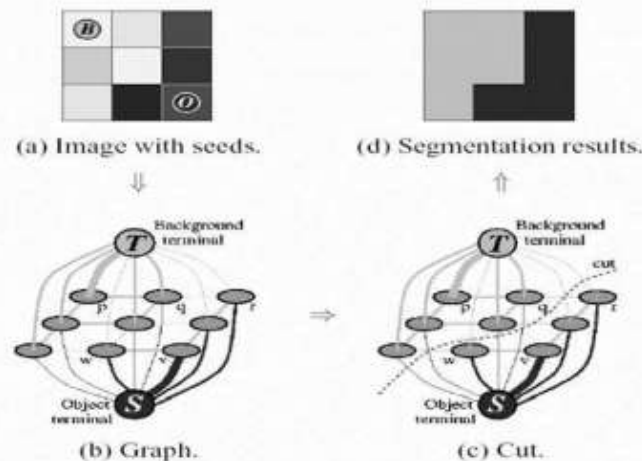 B
O
(a) Image with seeds.
(d) Segmentation results.
Background
terminal
T
p
q
r
w
v
Object
terminal
S
(b) Graph.
Background
terminal
T
cut
p
q
r
w
v
Object
terminal
S
(c) Cut.